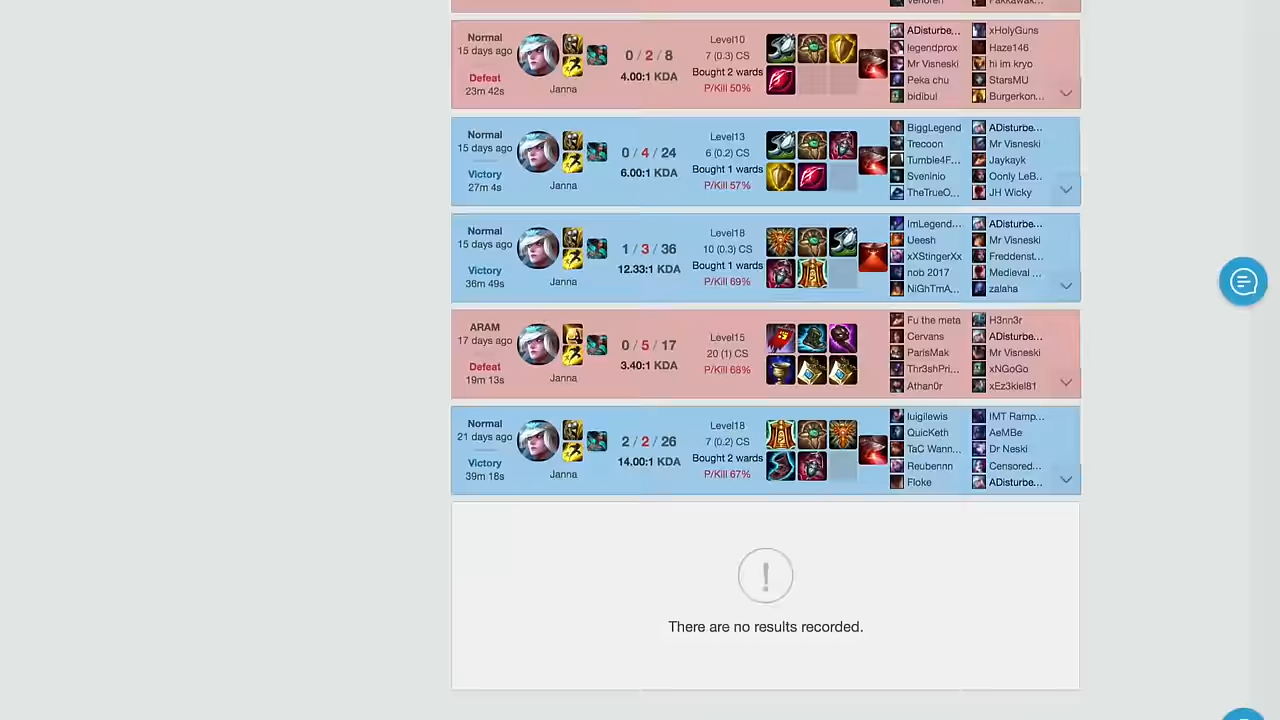 Venoren Pakkawak...
Normal
15 days ago
Defeat
23m 42s
Janna
0 / 2 / 8
4.00:1 KDA
Level10
7 (0.3) CS
Bought 2 wards
P/Kill 50%
ADisturbe... xHolyGuns
legendprox Haze146
Mr Visneski hi im kryo
Peka chu StarsMU
bidibul Burgerkon...
Normal
15 days ago
Victory
27m 4s
Janna
0 / 4 / 24
6.00:1 KDA
Level13
6 (0.2) CS
Bought 1 wards
P/Kill 57%
BiggLegend ADisturbe...
Trecoon Mr Visneski
Tumble4F... Jaykayk
Sveninio Oonly LeB...
TheTrueO... JH Wicky
Normal
15 days ago
Victory
36m 49s
Janna
1 / 3 / 36
12.33:1 KDA
Level18
10 (0.3) CS
Bought 1 wards
P/Kill 69%
ImLegend... ADisturbe...
Ueesh Mr Visneski
xXStingerXx Freddenst...
nob 2017 Medieval ...
NiGhTmA... zalaha
ARAM
17 days ago
Defeat
19m 13s
Janna
0 / 5 / 17
3.40:1 KDA
Level15
20 (1) CS
P/Kill 68%
Fu the meta H3nn3r
Cervans ADisturbe...
ParisMak Mr Visneski
Thr3shPri... xNGoGo
Athan0r xEz3kiel81
Normal
21 days ago
Victory
39m 18s
Janna
2 / 2 / 26
14.00:1 KDA
Level18
7 (0.2) CS
Bought 2 wards
P/Kill 67%
luigilewis IMT Ramp...
QuicKeth AeMBe
TaC Wann... Dr Neski
Reubennn Censored...
Floke ADisturbe...
There are no results recorded.